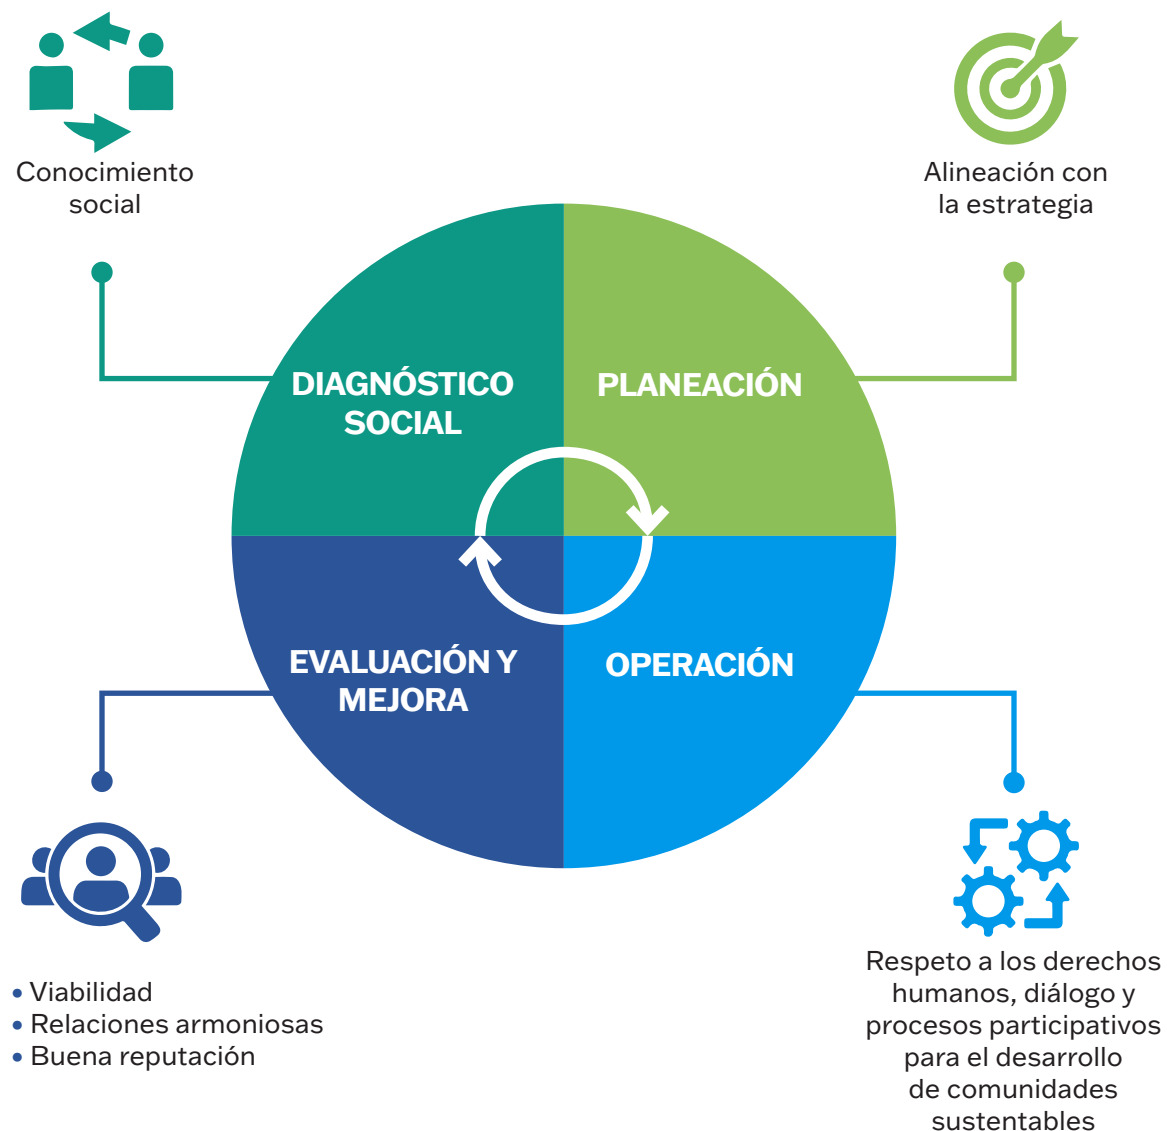 Conocimiento
social
Alineación con
la estrategia
DIAGNÓSTICO
SOCIAL
PLANEACIÓN
EVALUACIÓN Y
MEJORA
OPERACIÓN
• Viabilidad
• Relaciones armoniosas
• Buena reputación
Respeto a los derechos
humanos, diálogo y
procesos participativos
para el desarrollo
de comunidades
sustentables